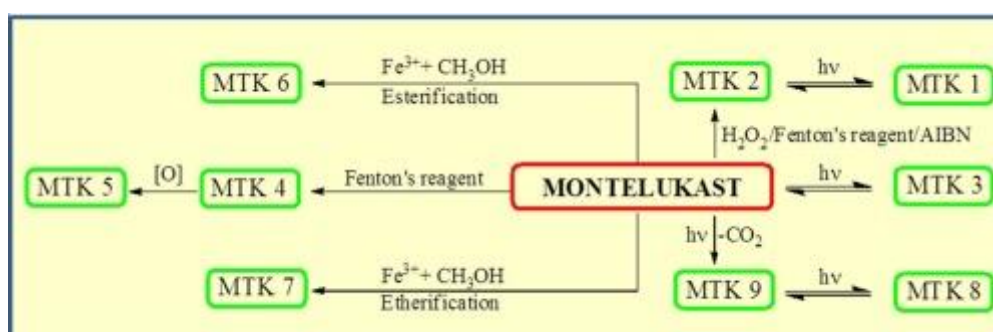 Fe³⁺+ CH₃OH
hν
MTK 6
MTK 2
MTK 1
Esterification
H₂O₂/Fenton's reagent/AIBN
[O]
Fenton's reagent
hν
MTK 5
MTK 4
MONTELUKAST
MTK 3
hν
-CO₂
Fe³⁺+ CH₃OH
hν
MTK 7
MTK 9
MTK 8
Etherification